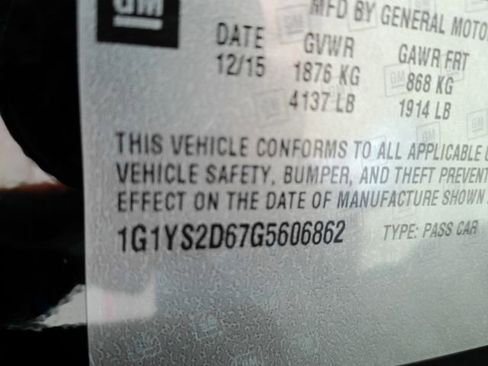 GM
MFD BY GENERAL
DATE GVWR GAWR FRT
12/15 1876 KG 868 KG
4137 LB 1914 LB
THIS VEHICLE CONFORMS TO ALL APPLICABLE
VEHICLE SAFETY, BUMPER, AND THEFT PREVENT
EFFECT ON THE DATE OF MANUFACTURE SHOWN
1G1YS2D67G5606862 TYPE: PASS CAR